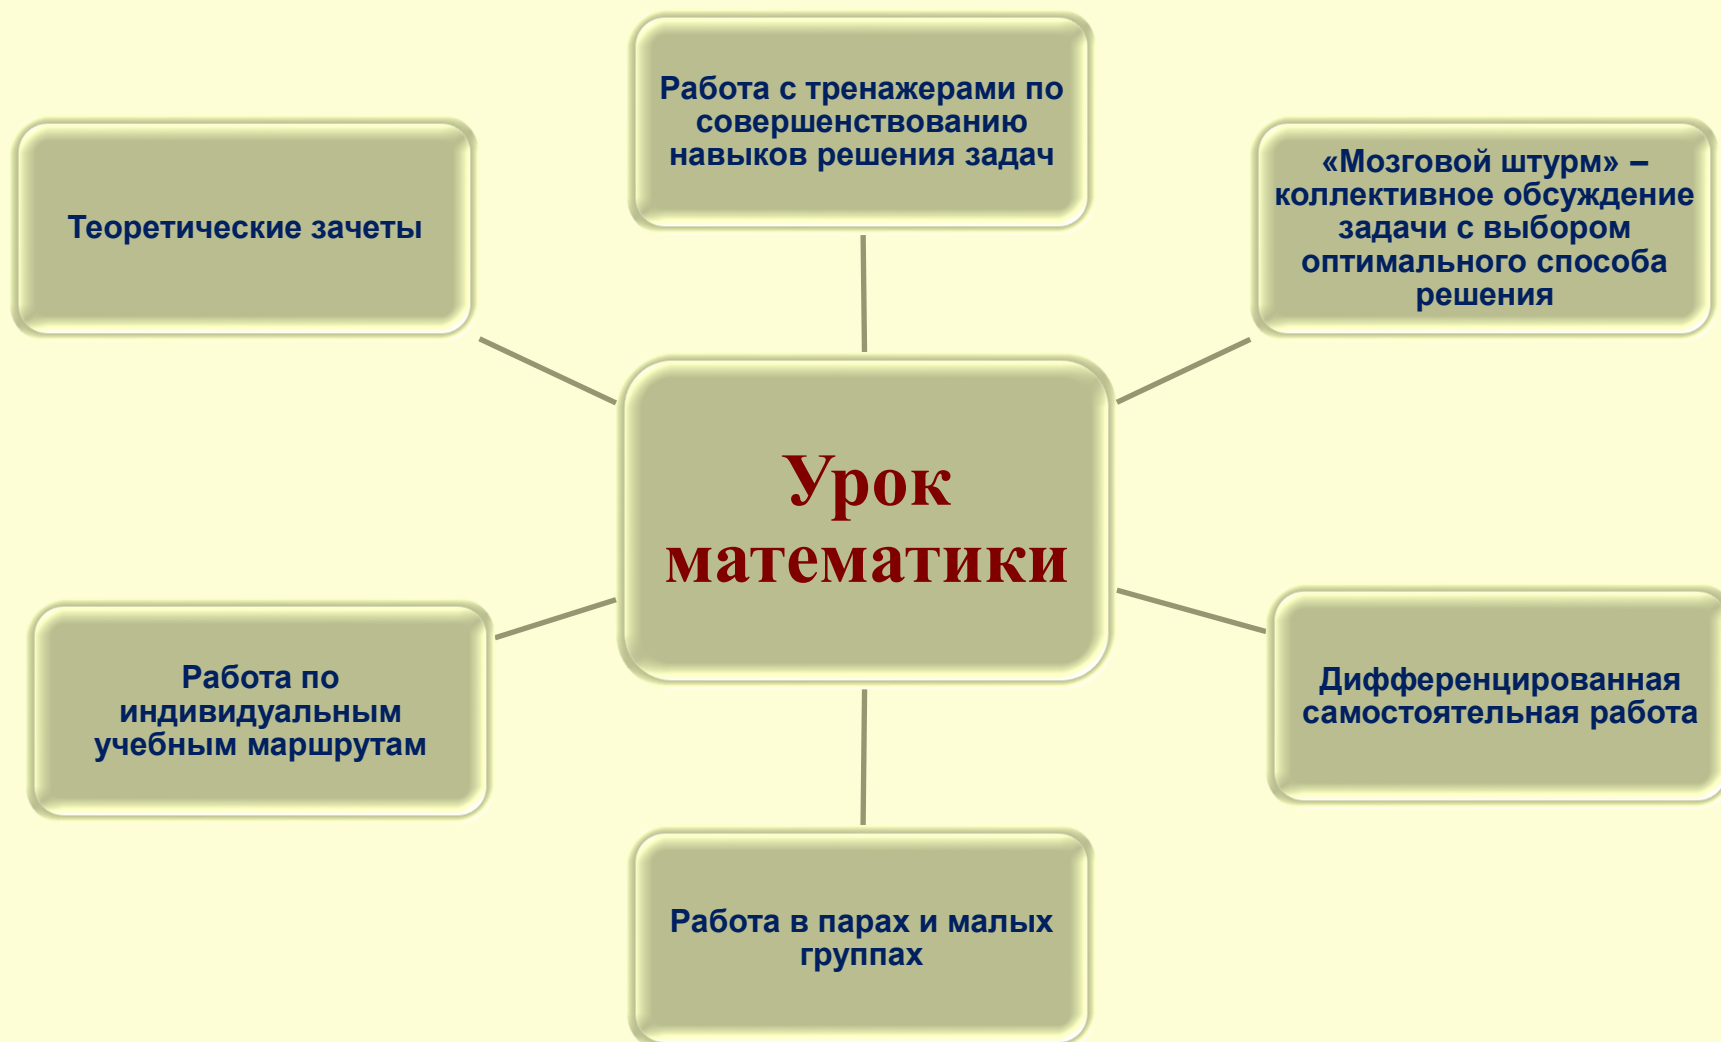 Работа с тренажерами по
совершенствованию
навыков решения задач
«Мозговой штурм» –
коллективное обсуждение
задачи с выбором
оптимального способа
решения
Теоретические зачеты
Урок
математики
Работа по
индивидуальным
учебным маршрутам
Дифференцированная
самостоятельная работа
Работа в парах и малых
группах